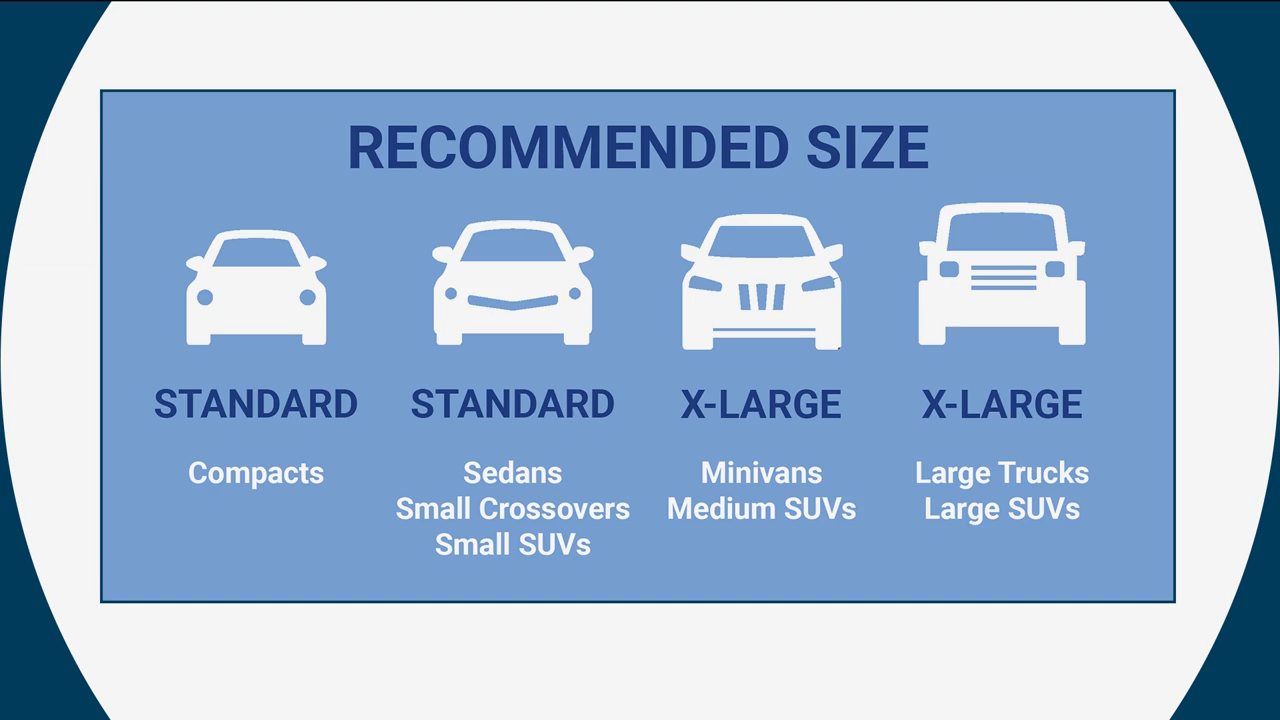 RECOMMENDED SIZE
STANDARD
STANDARD
X-LARGE
X-LARGE
Compacts
Sedans
Small Crossovers
Small SUVs
Minivans
Medium SUVs
Large Trucks
Large SUVs